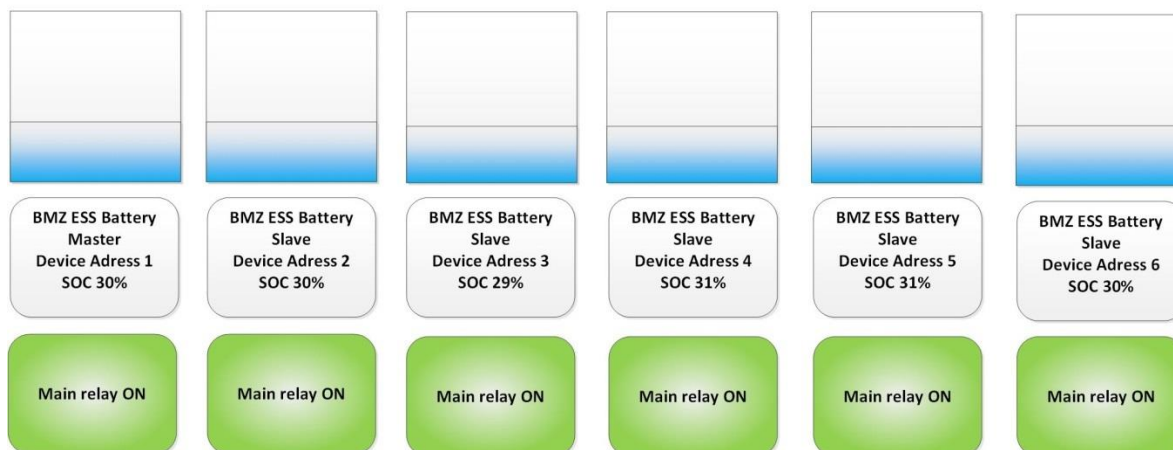 BMZ ESS Battery
Master
Device Adress 1
SOC 30%
BMZ ESS Battery
Slave
Device Adress 2
SOC 30%
BMZ ESS Battery
Slave
Device Adress 3
SOC 29%
BMZ ESS Battery
Slave
Device Adress 4
SOC 31%
BMZ ESS Battery
Slave
Device Adress 5
SOC 31%
BMZ ESS Battery
Slave
Device Adress 6
SOC 30%
Main relay ON
Main relay ON
Main relay ON
Main relay ON
Main relay ON
Main relay ON